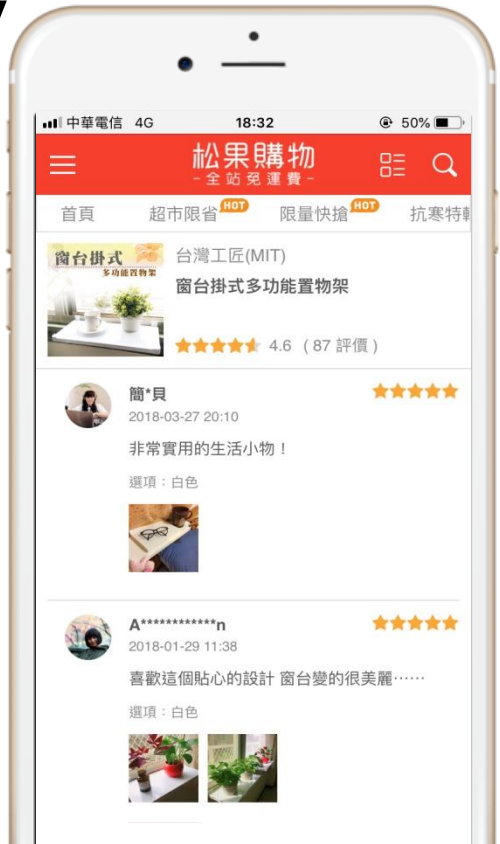 中華電信 4G 18:32 50%
松果購物
-全站免運費-
首頁 超市限省 HOT 限量快搶 HOT 抗寒特
窗台掛式
多功能置物架
台灣工匠(MIT)
窗台掛式多功能置物架
4.6 ( 87 評價 )
簡*貝
2018-03-27 20:10
非常實用的生活小物！
選項：白色
A************n
2018-01-29 11:38
喜歡這個貼心的設計 窗台變的很美麗⋯⋯
選項：白色